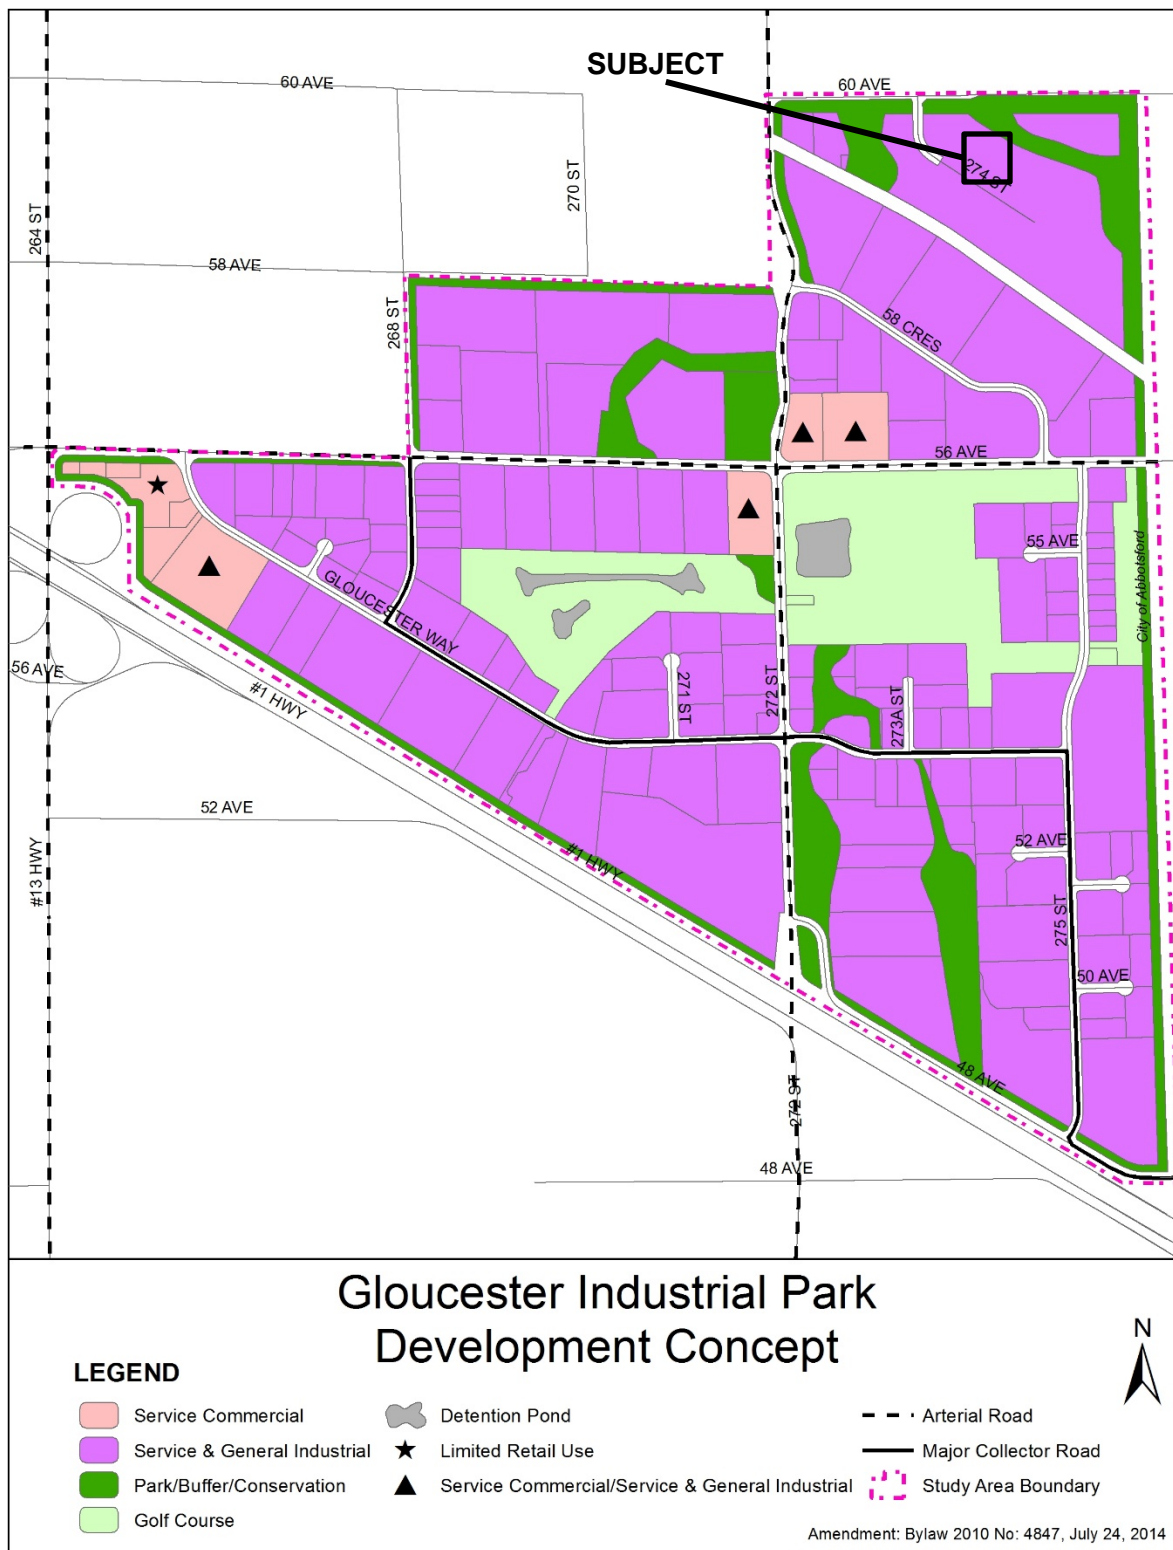 SUBJECT
60 AVE
60 AVE
264 ST
270 ST
274 ST
58 AVE
268 ST
58 CRES
56 AVE
55 AVE
City of Abbotsford
GLOUCESTER WAY
56 AVE
#1 HWY
271 ST
272 ST
273A ST
52 AVE
#13 HWY
#1 HWY
52 AVE
275 ST
50 AVE
48 AVE
272 ST
48 AVE
Gloucester Industrial Park
Development Concept
N
LEGEND
Service Commercial
Service & General Industrial
Park/Buffer/Conservation
Golf Course
Detention Pond
Limited Retail Use
Service Commercial/Service & General Industrial
Arterial Road
Major Collector Road
Study Area Boundary
Amendment: Bylaw 2010 No: 4847, July 24, 2014